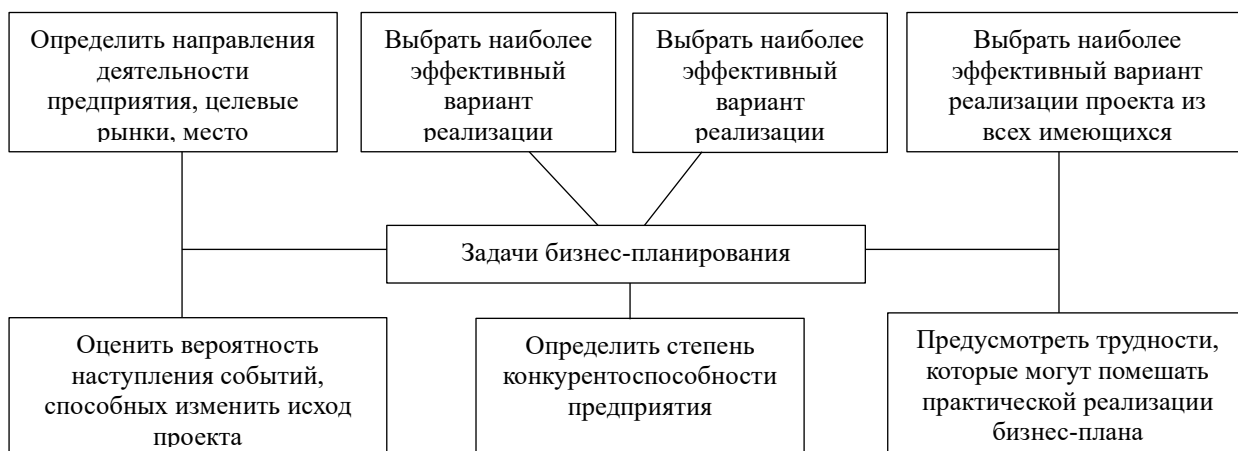 Определить направления
деятельности
предприятия, целевые
рынки, место
Выбрать наиболее
эффективный
вариант
реализации
Выбрать наиболее
эффективный
вариант
реализации
Выбрать наиболее
эффективный вариант
реализации проекта из
всех имеющихся
Задачи бизнес-планирования
Оценить вероятность
наступления событий,
способных изменить исход
проекта
Определить степень
конкурентоспособности
предприятия
Предусмотреть трудности,
которые могут помешать
практической реализации
бизнес-плана